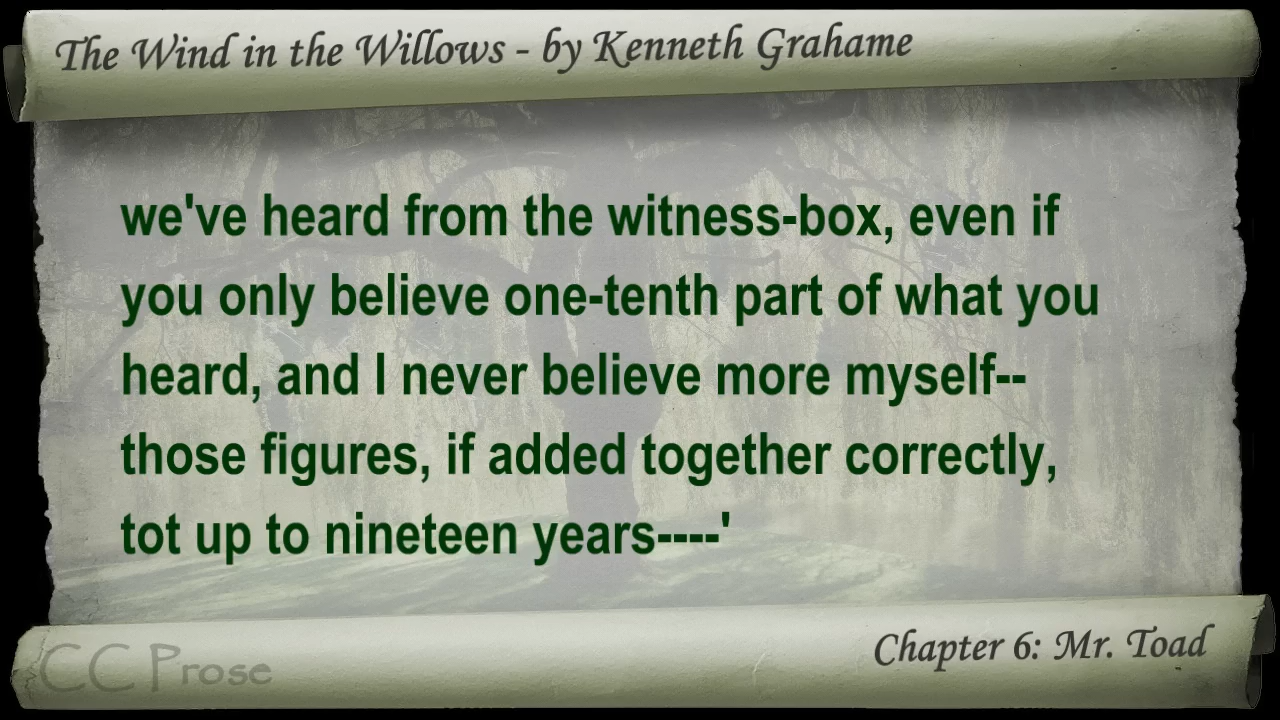 The Wind in the Willows - by Kenneth Grahame
we've heard from the witness-box, even if
you only believe one-tenth part of what you
heard, and I never believe more myself--
those figures, if added together correctly,
tot up to nineteen years----'
Chapter 6: Mr. Toad
CC Prose